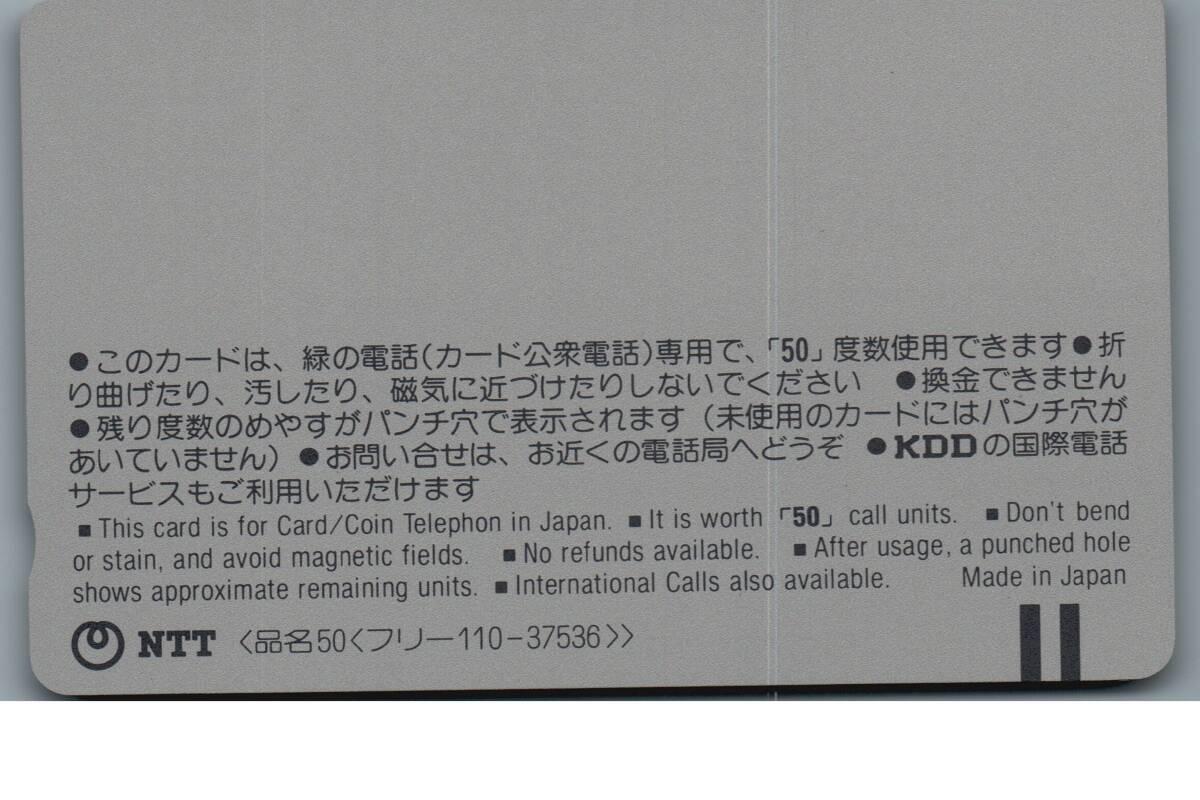 ●このカードは、緑の電話(カード公衆電話)専用で、「50」度数使用できます●折
り曲げたり、汚したり、磁気に近づけたりしないでください ●換金できません
●残り度数のめやすがパンチ穴で表示されます(未使用のカードにはパンチ穴が
あいていません)●お問い合せは、お近くの電話局へどうぞ ●KDDの国際電話
サービスもご利用いただけます
■This card is for Card/Coin Telephon in Japan. ■It is worth「50」call units. ■Don't bend
or stain, and avoid magnetic fields. ■No refunds available. ■After usage, a punched hole
shows approximate remaining units. ■International Calls also available. Made in Japan
NTT 〈品名50〈フリー110-37536〉〉